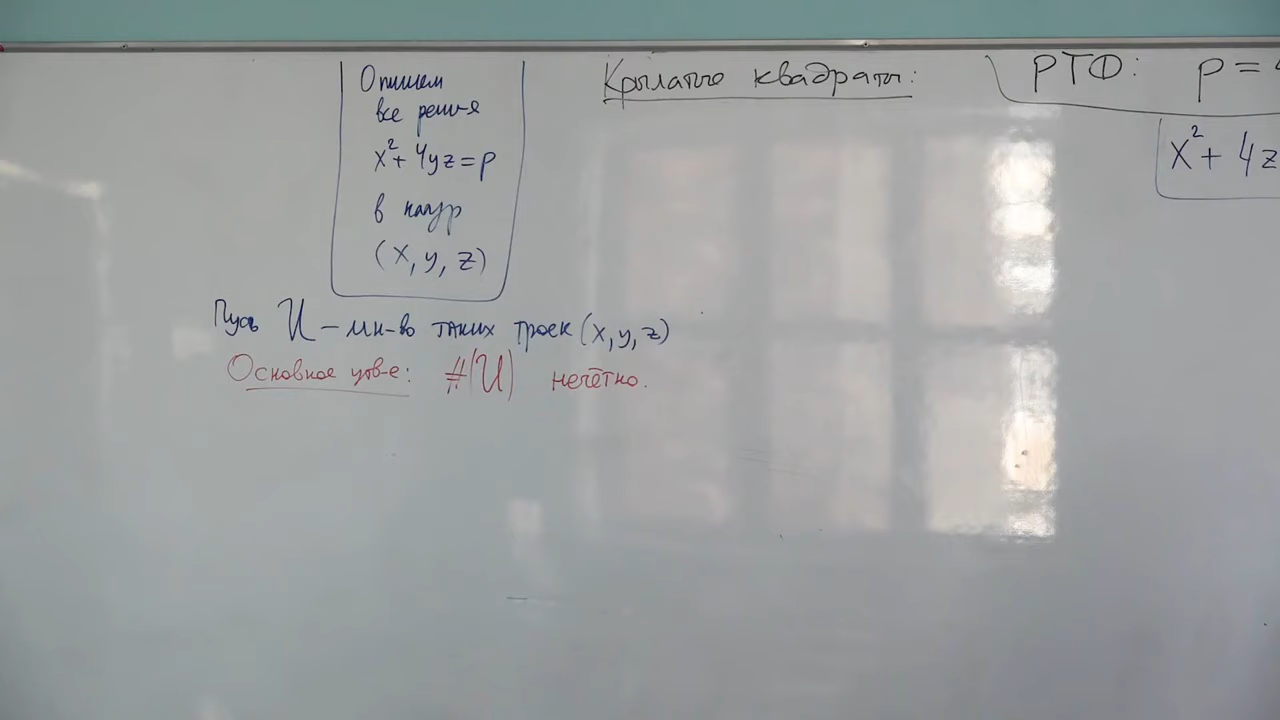 Опишем
все реш-я
x² + 4yz = p
в натур
(x, y, z)
Крылатые квадраты:
РТФ: p =
x² + 4z
Пусть U – мн-во таких троек (x, y, z)
Основное утв-е: #(U) нечётно.